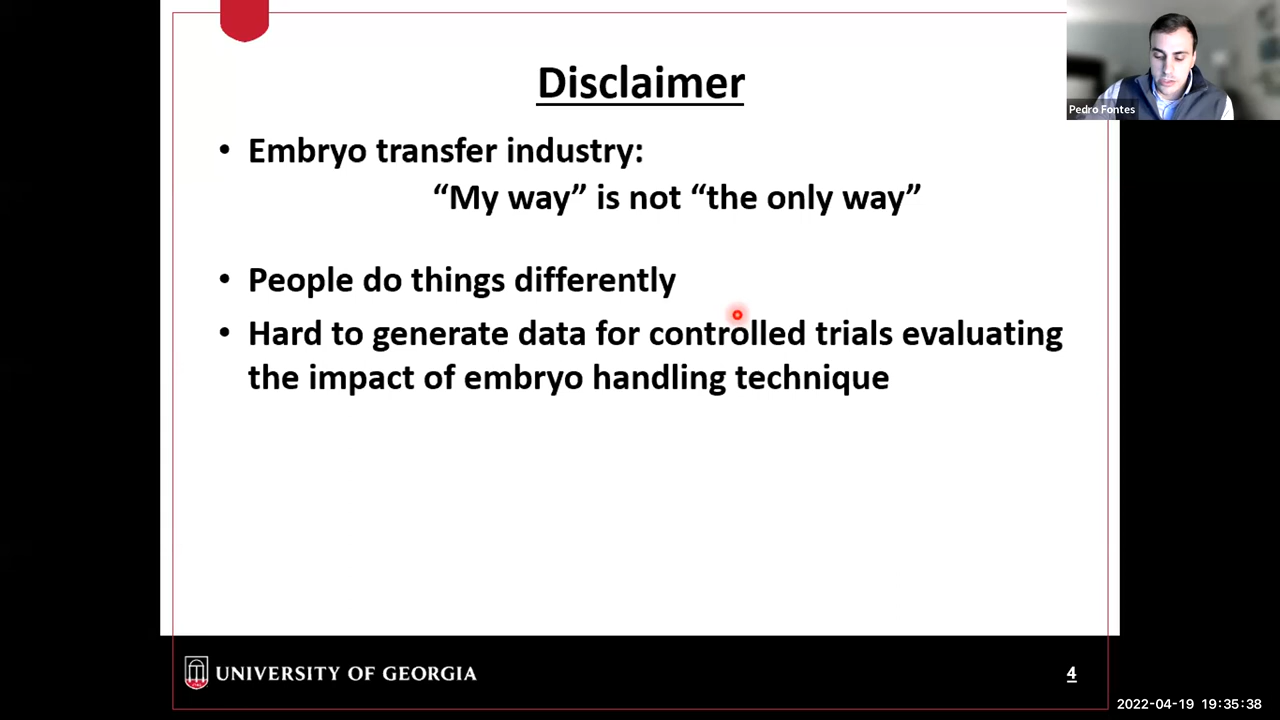 Disclaimer
Pedro Fontes
• Embryo transfer industry:
“My way” is not “the only way”
• People do things differently
• Hard to generate data for controlled trials evaluating
the impact of embryo handling technique
UNIVERSITY OF GEORGIA
4
2022-04-19 19:35:38